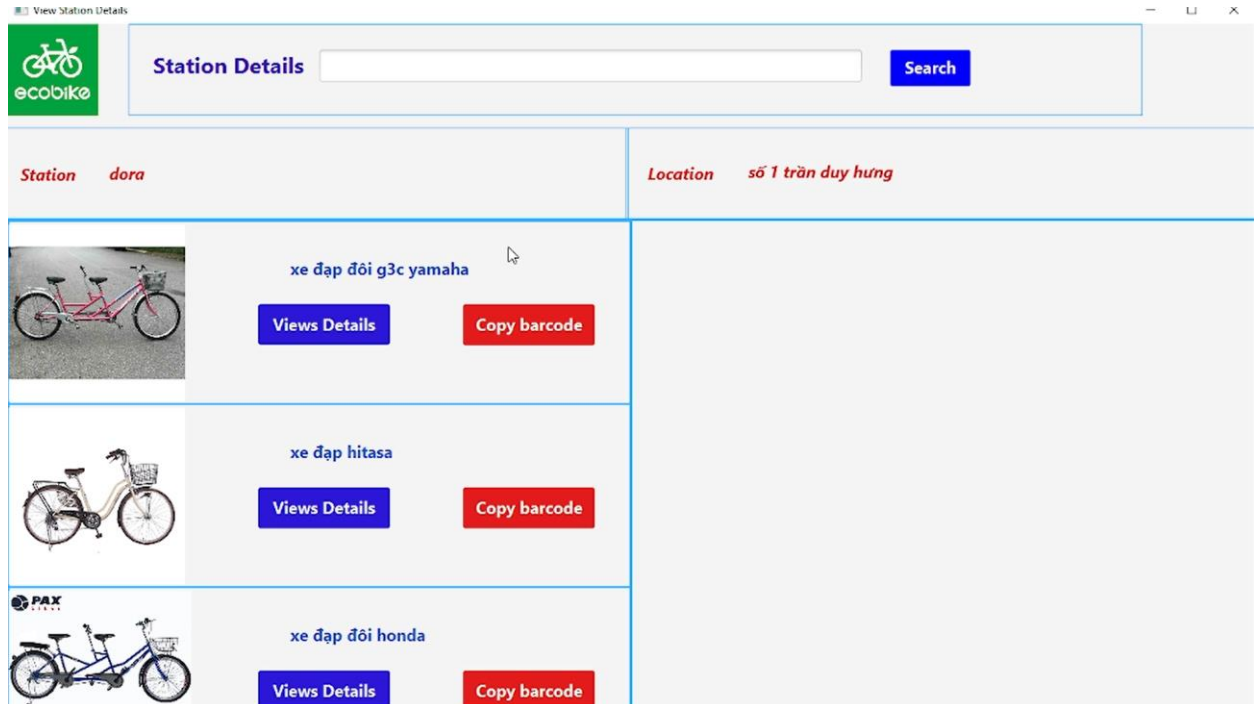 View Station Details
ecobike
Station Details
Search
Station dora
Location số 1 trần duy hưng
xe đạp đôi g3c yamaha
Views Details Copy barcode
xe đạp hitasa
Views Details Copy barcode
PAX
xe đạp đôi honda
Views Details Copy barcode